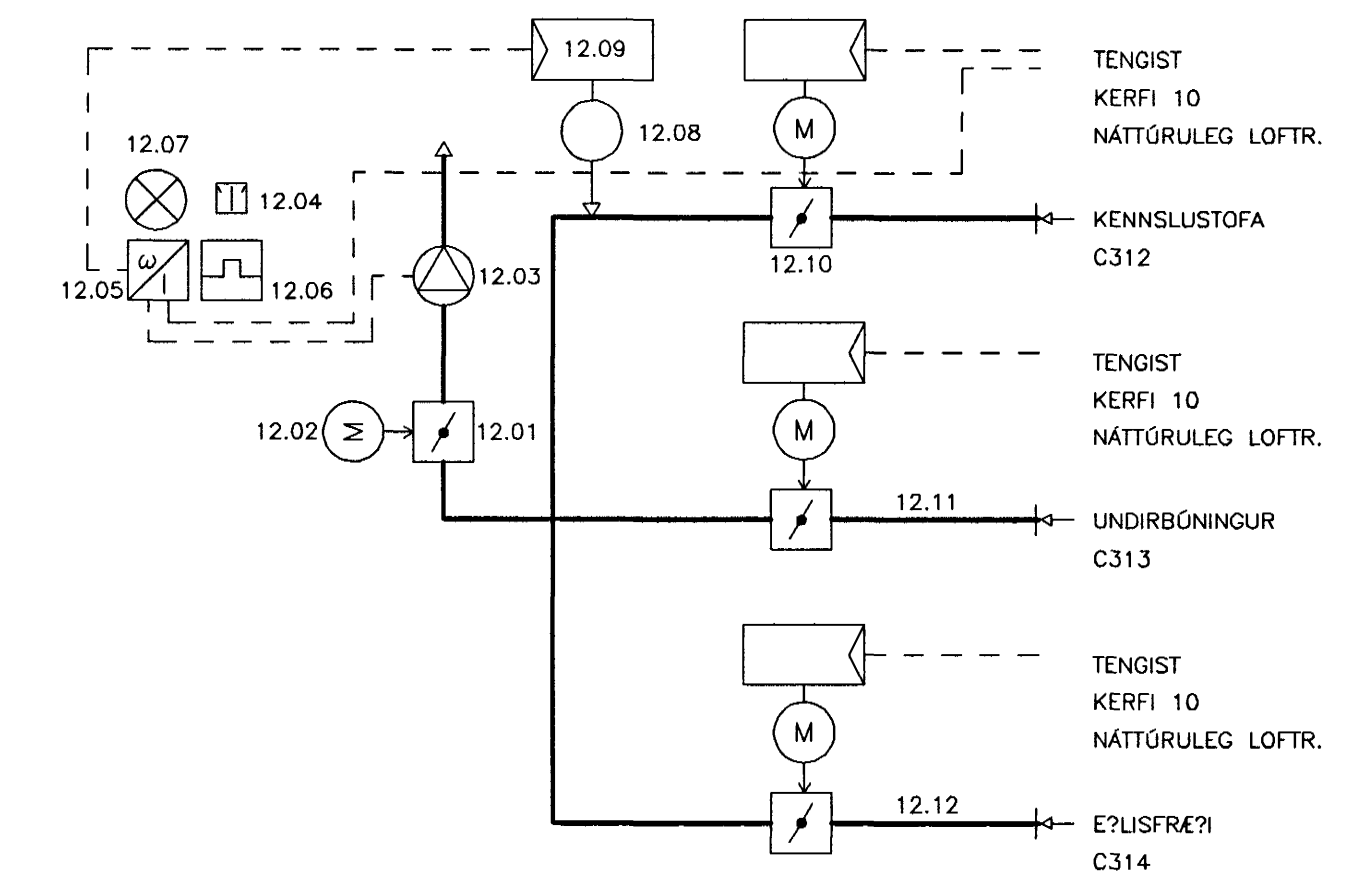 12.09
TENGIST
KERFI 10
NÁTTÚRULEG LOFTR.
12.08
M
12.07
12.04
KENNSLUSTOFA
C312
12.10
ω
I
12.05
12.06
12.03
TENGIST
KERFI 10
NÁTTÚRULEG LOFTR.
12.02
M
12.01
M
12.11
UNDIRBÚNINGUR
C313
TENGIST
KERFI 10
NÁTTÚRULEG LOFTR.
M
12.12
E?LISFRÆ?I
C314